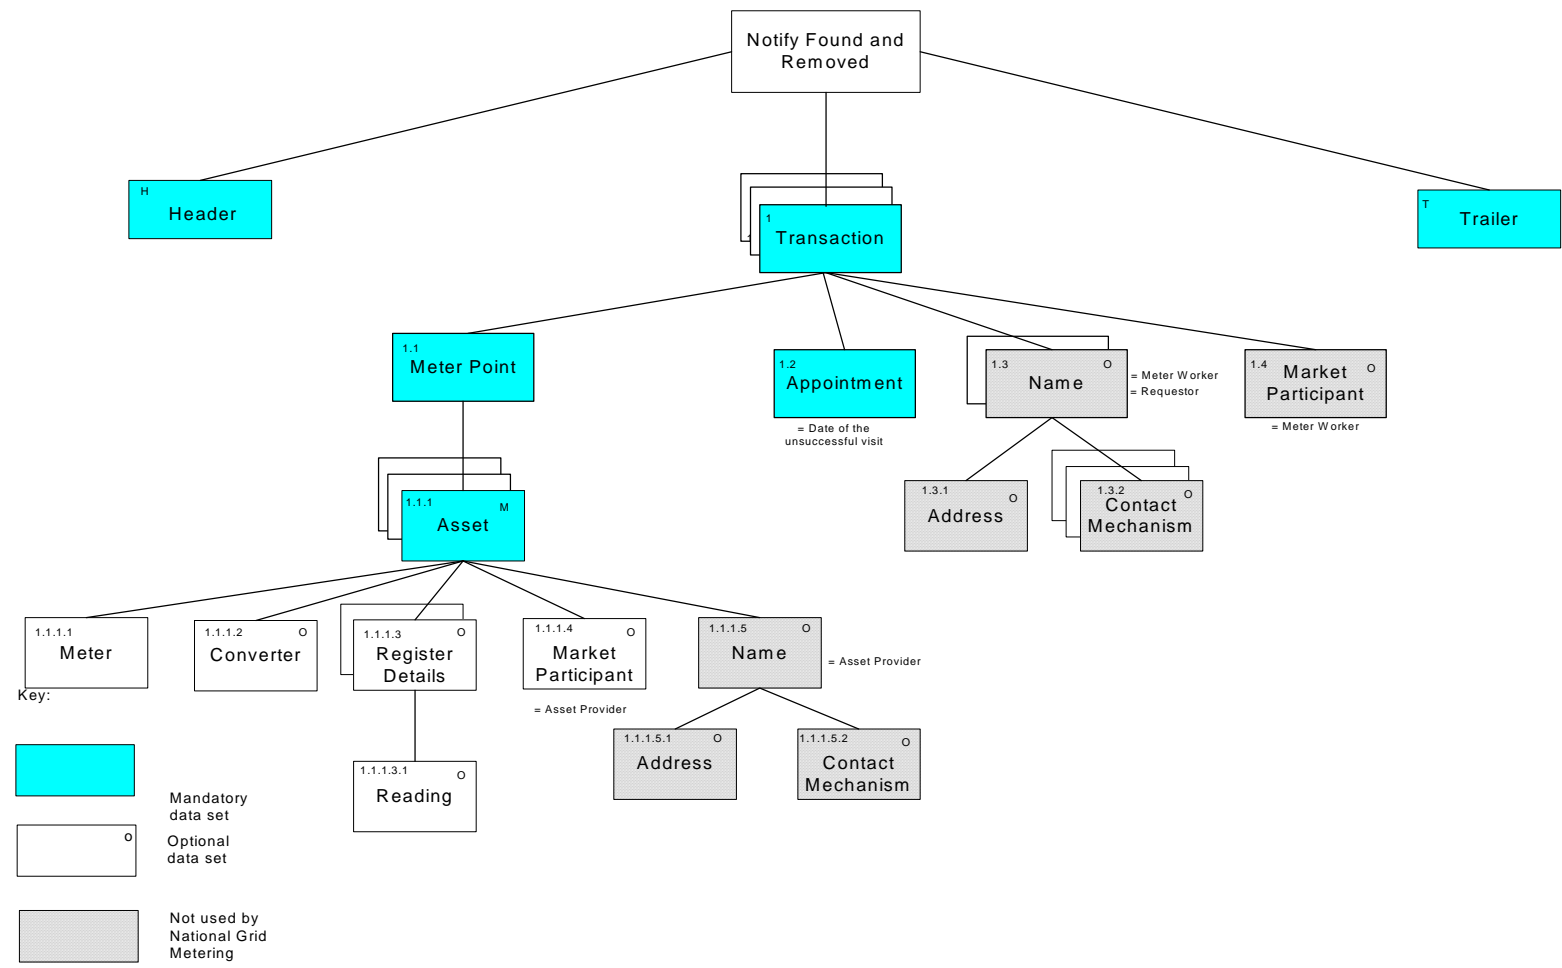 Notify Found and
Removed
H
Header
1
Transaction
T
Trailer
1.1
Meter Point
1.2
Appointment
= Date of the
unsuccessful visit
1.3
O
Name
= Meter Worker
= Requestor
1.4
O
Market
Participant
= Meter Worker
1.3.1
O
Address
1.3.2
O
Contact
Mechanism
1.1.1
M
Asset
1.1.1.1
Meter
1.1.1.2
O
Converter
1.1.1.3
O
Register
Details
1.1.1.4
O
Market
Participant
= Asset Provider
1.1.1.5
O
Name
= Asset Provider
1.1.1.3.1
O
Reading
1.1.1.5.1
O
Address
1.1.1.5.2
O
Contact
Mechanism
Key:
Mandatory
data set
o
Optional
data set
Not used by
National Grid
Metering